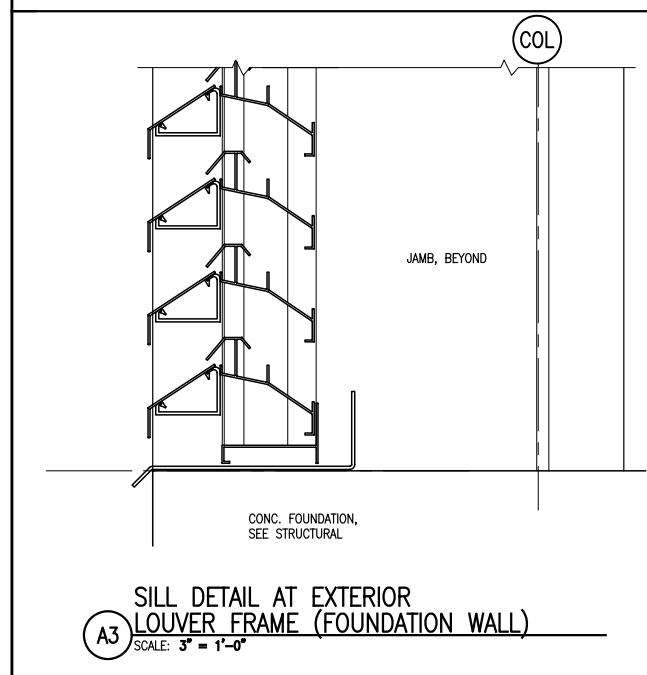 COL
JAMB, BEYOND
CONC. FOUNDATION,
SEE STRUCTURAL
SILL DETAIL AT EXTERIOR
LOUVER FRAME (FOUNDATION WALL)
A3
SCALE: 3" = 1'-0"